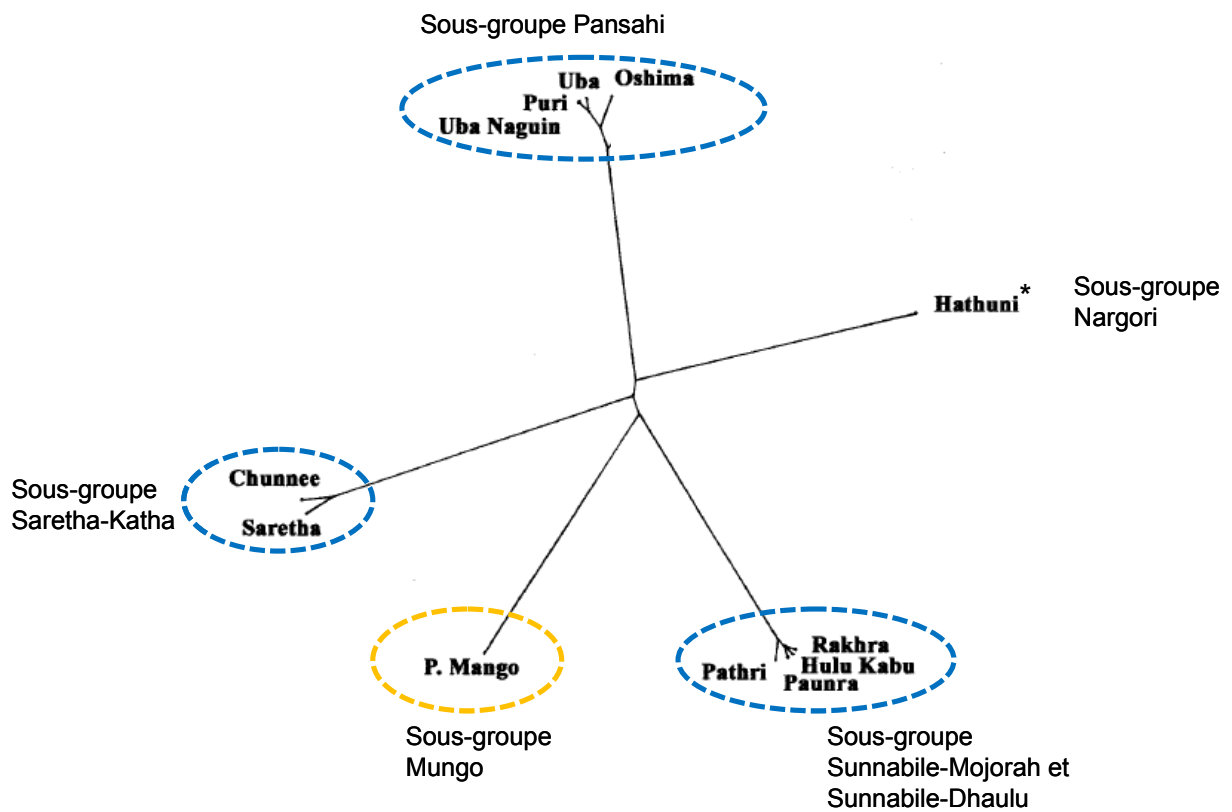 Sous-groupe Pansahi
Uba
Oshima
Puri
Uba Naguin
Hathuni*
Sous-groupe
Nargori
Chunnee
Saretha
Sous-groupe
Saretha-Katha
P. Mango
Sous-groupe
Mungo
Rakhra
Hulu Kabu
Pathri
Paunra
Sous-groupe
Sunnabile-Mojorah et
Sunnabile-Dhaulu